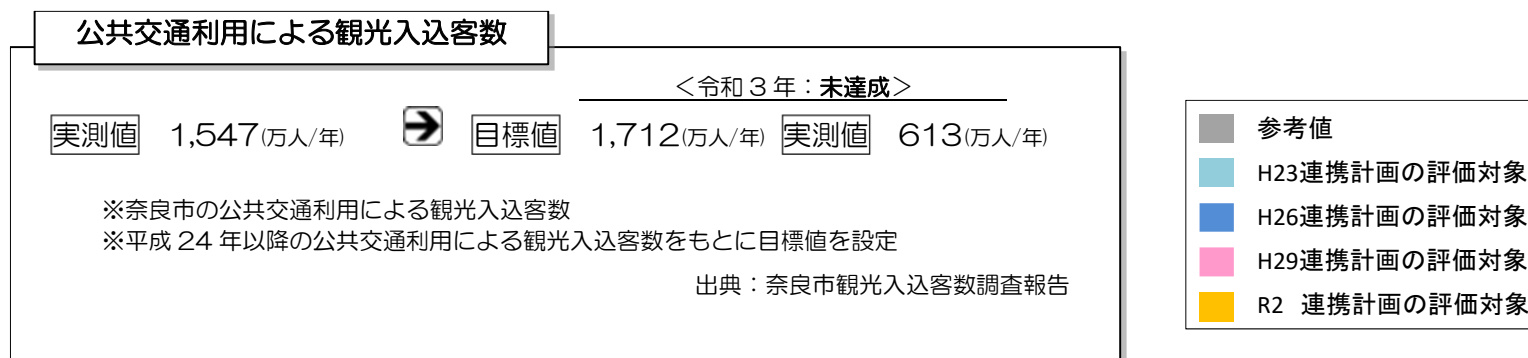 公共交通利用による観光入込客数
＜令和３年：未達成＞
実測値 1,547(万人/年) ➔ 目標値 1,712(万人/年) 実測値 613(万人/年)
※奈良市の公共交通利用による観光入込客数
※平成 24 年以降の公共交通利用による観光入込客数をもとに目標値を設定
出典：奈良市観光入込客数調査報告
参考値
H23連携計画の評価対象
H26連携計画の評価対象
H29連携計画の評価対象
R2 連携計画の評価対象